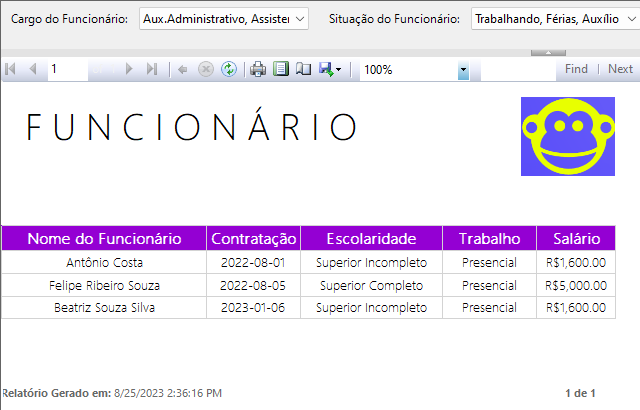 Cargo do Funcionário: Aux.Administrativo, Assister Situação do Funcionário: Trabalhando, Férias, Auxílio
1 100% Find | Next
FUNCIONÁRIO
Nome do Funcionário Contratação Escolaridade Trabalho Salário
Antônio Costa 2022-08-01 Superior Incompleto Presencial R$1,600.00
Felipe Ribeiro Souza 2022-08-05 Superior Completo Presencial R$5,000.00
Beatriz Souza Silva 2023-01-06 Superior Incompleto Presencial R$1,600.00
Relatório Gerado em: 8/25/2023 2:36:16 PM 1 de 1